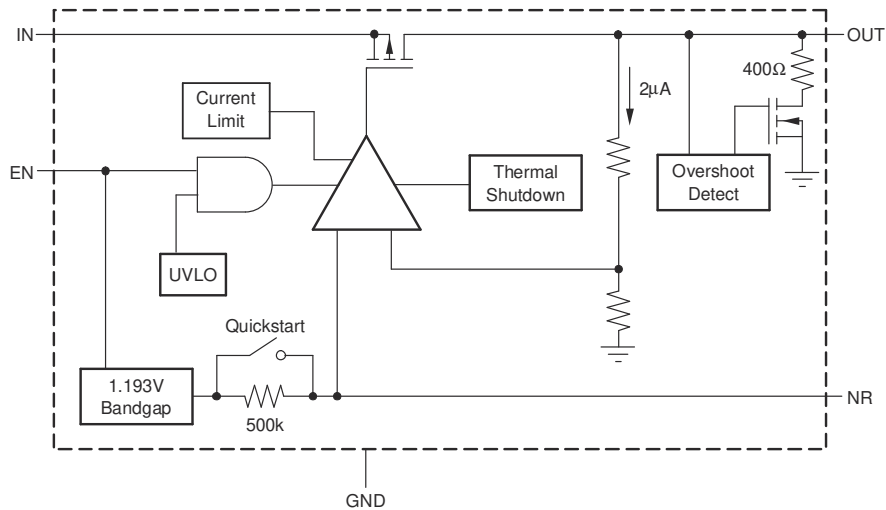 IN
OUT
400Ω
2μA
Current
Limit
EN
Thermal
Shutdown
Overshoot
Detect
UVLO
Quickstart
1.193V
Bandgap
500k
NR
GND